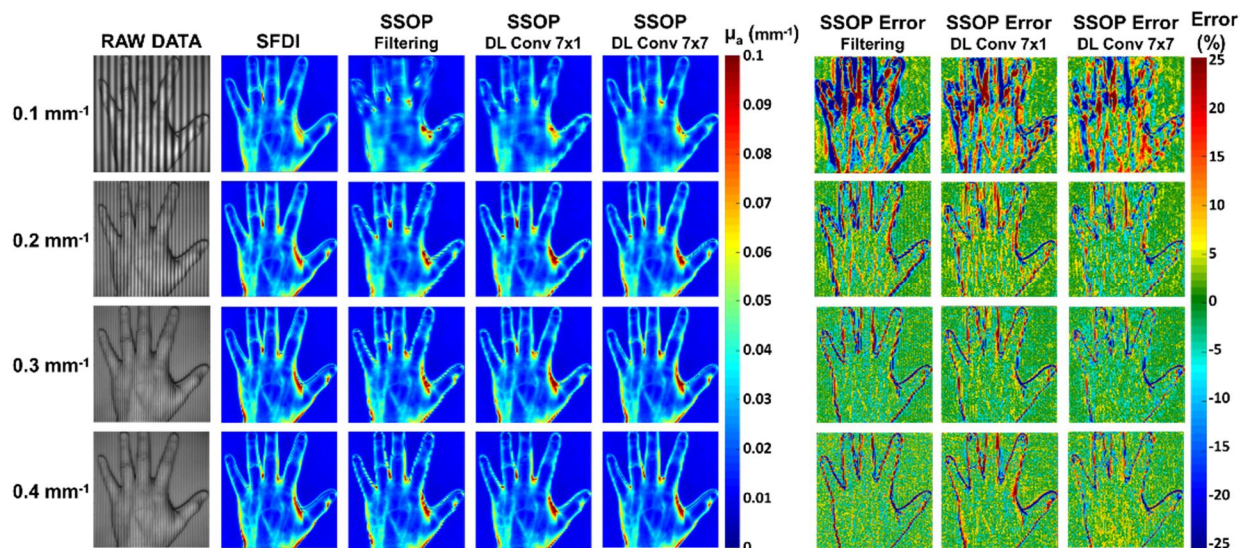 RAW DATA
SFDI
SSOP
Filtering
SSOP
DL Conv 7x1
SSOP
DL Conv 7x7
μa (mm-1)
SSOP Error
Filtering
SSOP Error
DL Conv 7x1
SSOP Error
DL Conv 7x7
Error
(%)
0.1 mm-1
0.2 mm-1
0.3 mm-1
0.4 mm-1
0.1
0.09
0.08
0.07
0.06
0.05
0.04
0.03
0.02
0.01
0
25
20
15
10
5
0
-5
-10
-15
-20
-25